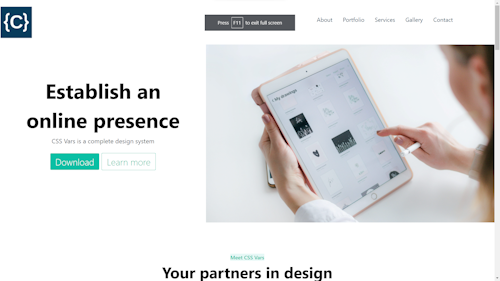 {C}
Press F11 to exit full screen
About Portfolio Services Gallery Contact
Establish an
online presence
CSS Vars is a complete design system
Download Learn more
My drawings
Meet CSS Vars
Your partners in design